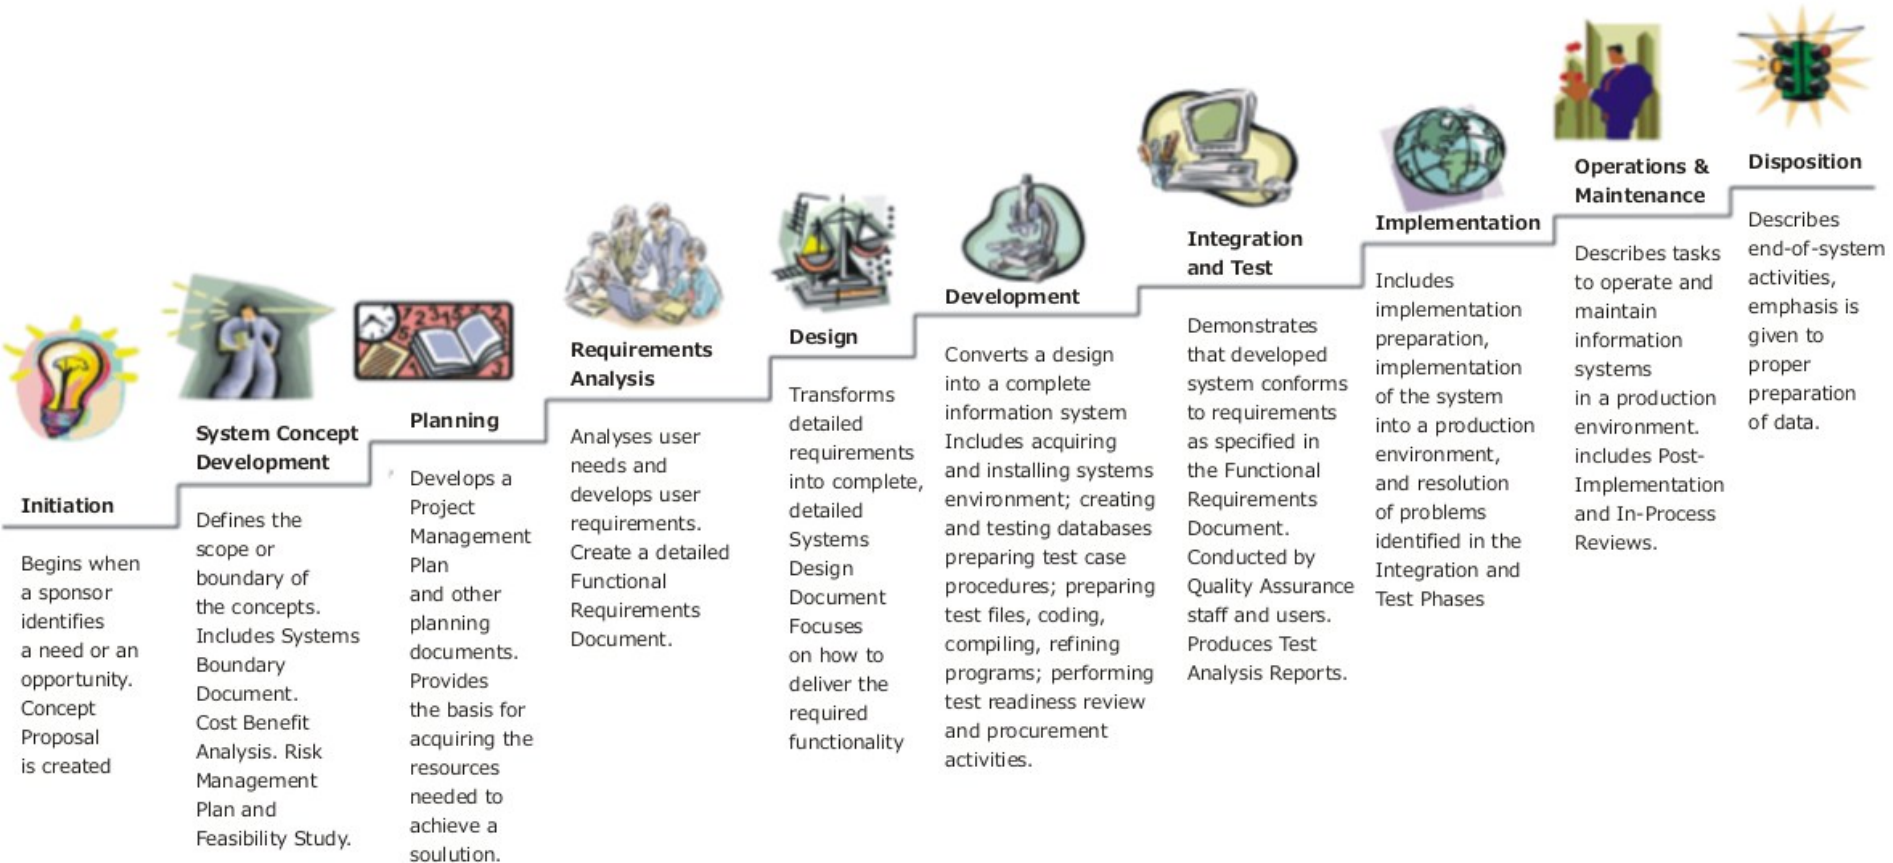 Initiation
Begins when
a sponsor
identifies
a need or an
opportunity.
Concept
Proposal
is created
System Concept
Development
Defines the
scope or
boundary of
the concepts.
Includes Systems
Boundary
Document.
Cost Benefit
Analysis. Risk
Management
Plan and
Feasibility Study.
Planning
Develops a
Project
Management
Plan
and other
planning
documents.
Provides
the basis for
acquiring the
resources
needed to
achieve a
soulution.
Requirements
Analysis
Analyses user
needs and
develops user
requirements.
Create a detailed
Functional
Requirements
Document.
Design
Transforms
detailed
requirements
into complete,
detailed
Systems
Design
Document
Focuses
on how to
deliver the
required
functionality
Development
Converts a design
into a complete
information system
Includes acquiring
and installing systems
environment; creating
and testing databases
preparing test case
procedures; preparing
test files, coding,
compiling, refining
programs; performing
test readiness review
and procurement
activities.
Integration
and Test
Demonstrates
that developed
system conforms
to requirements
as specified in
the Functional
Requirements
Document.
Conducted by
Quality Assurance
staff and users.
Produces Test
Analysis Reports.
Implementation
Includes
implementation
preparation,
implementation
of the system
into a production
environment,
and resolution
of problems
identified in the
Integration and
Test Phases
Operations &
Maintenance
Describes tasks
to operate and
maintain
information
systems
in a production
environment.
includes Post-
Implementation
and In-Process
Reviews.
Disposition
Describes
end-of-system
activities,
emphasis is
given to
proper
preparation
of data.